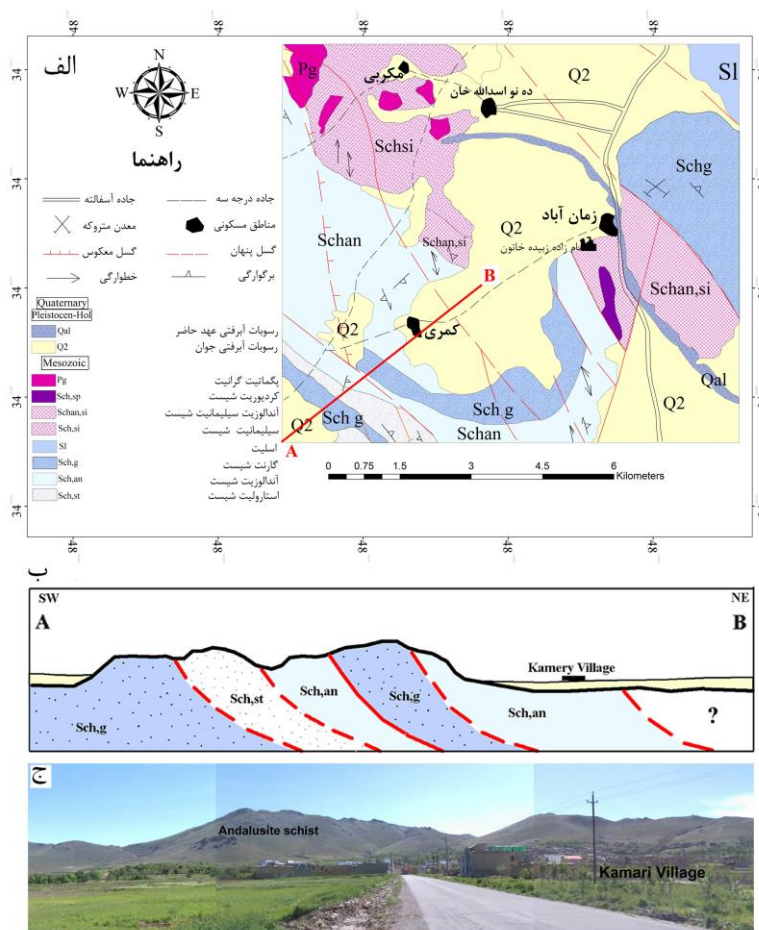 48 48 48 48 48
الف
N
W E
S
راهنما
جاده آسفالته
جاده درجه سه
معدن متروکه
مناطق مسکونی
گسل معکوس
گسل پنهان
خطوارگی
برگوارگی
Quaternary
Pleistocen-Hol
Qal رسوبات آبرفتی عهد حاضر
Q2 رسوبات آبرفتی جوان
Mesozoic
Pg پگماتیت گرانیت
Sch,sp کردیوریت شیست
Schan,si آندالوزیت سیلیمانیت شیست
Sch,si سیلیمانیت شیست
Sl اسلیت
Sch,g گارنت شیست
Sch,an آندالوزیت شیست
Sch,st استارولیت شیست
Pg
مکربی
Q2
Sl
ده نو اسدالله خان
Schsi
Schg
Schan
Schan,si
Q2
زمان آباد
امام زاده زبیده خاتون
Schan,si
B
Q2
کمری
Qal
Sch g
Sch g
Q2
Q2
Schan
A
0 0.75 1.5 3 4.5 6
Kilometers
34 34 34 34 34
34 34 34 34 34
48 48 48 48 48
ب
SW NE
A B
Kamery Village
Sch,g
Sch,st
Sch,an
Sch,g
Sch,an
?
ج
Andalusite schist
Kamari Village